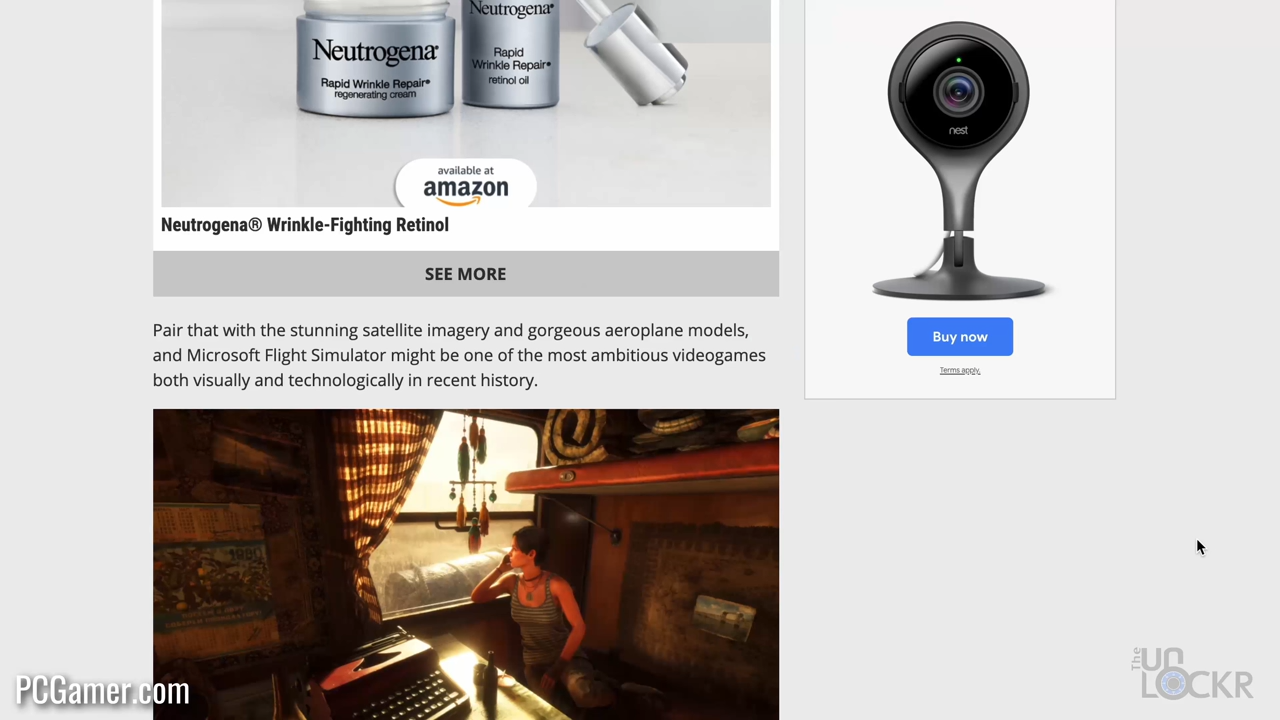 Neutrogena®
Neutrogena®
Rapid Wrinkle Repair®
regenerating cream
Rapid
Wrinkle Repair®
retinol oil
available at
amazon
Neutrogena® Wrinkle-Fighting Retinol
SEE MORE
Pair that with the stunning satellite imagery and gorgeous aeroplane models,
and Microsoft Flight Simulator might be one of the most ambitious videogames
both visually and technologically in recent history.
nest
Buy now
Terms apply.
1990
PCGamer.com
The
UN
LOCKR